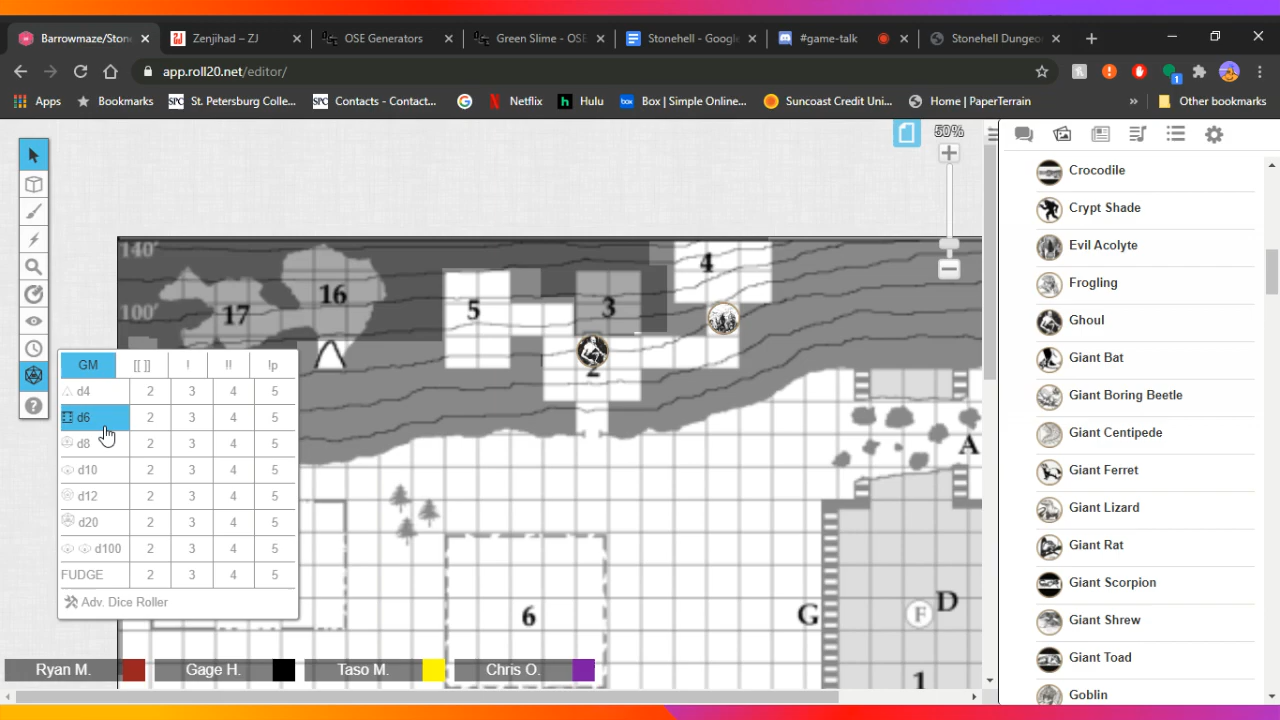 Barrowmaze/Stone
Zenjihad – ZJ
OSE Generators
Green Slime - OSE
Stonehell - Google
#game-talk
Stonehell Dungeo
app.roll20.net/editor/
1
Apps
Bookmarks
SPC
St. Petersburg Colle...
SPC
Contacts - Contact...
Netflix
Hulu
box
Box | Simple Online...
Suncoast Credit Uni...
Home | PaperTerrain
»
Other bookmarks
50%
140'
100'
17
16
5
3
2
4
A
6
G
F
D
1
GM
[[ ]]
!
!!
!p
d4 2 3 4 5
d6 2 3 4 5
d8 2 3 4 5
d10 2 3 4 5
d12 2 3 4 5
d20 2 3 4 5
d100 2 3 4 5
FUDGE 2 3 4 5
Adv. Dice Roller
Ryan M.
Gage H.
Taso M.
Chris O.
Crocodile
Crypt Shade
Evil Acolyte
Frogling
Ghoul
Giant Bat
Giant Boring Beetle
Giant Centipede
Giant Ferret
Giant Lizard
Giant Rat
Giant Scorpion
Giant Shrew
Giant Toad
Goblin